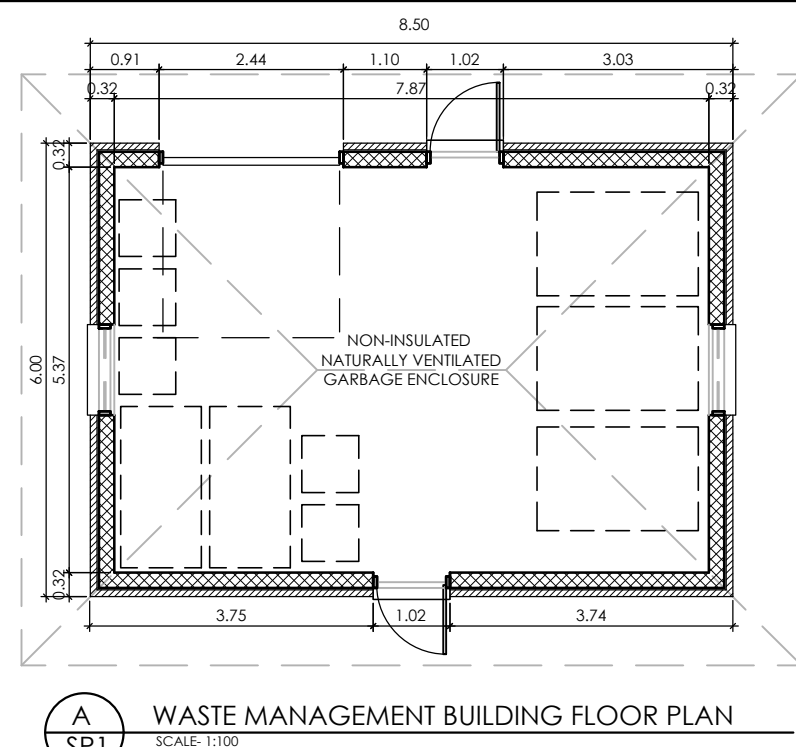 8.50
0.91 2.44 1.10 1.02 3.03
0.32 7.87 0.32
0.32
6.00
5.37
0.32
NON-INSULATED
NATURALLY VENTILATED
GARBAGE ENCLOSURE
3.75 1.02 3.74
A
SP1
WASTE MANAGEMENT BUILDING FLOOR PLAN
SCALE- 1:100